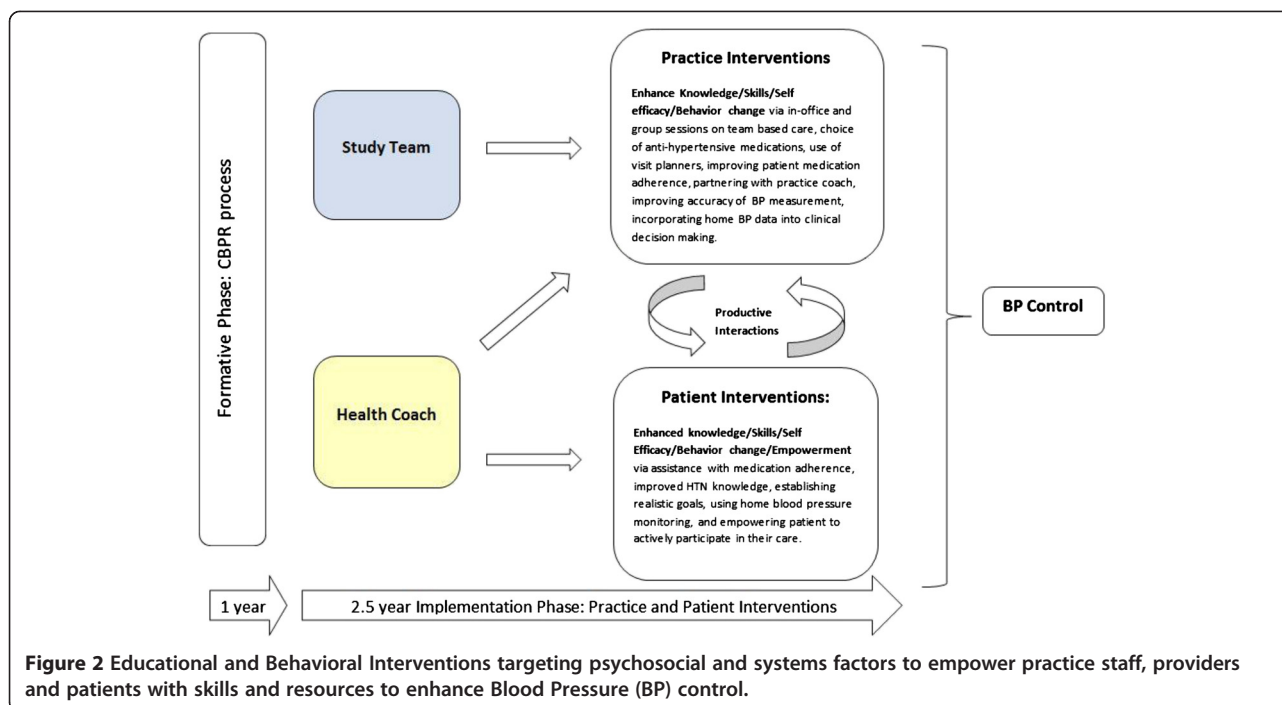 Formative Phase: CBPR process
Study Team
Health Coach
Practice Interventions
Enhance Knowledge/Skills/Self
efficacy/Behavior change via in-office and
group sessions on team based care, choice
of anti-hypertensive medications, use of
visit planners, improving patient medication
adherence, partnering with practice coach,
improving accuracy of BP measurement,
incorporating home BP data into clinical
decision making.
Productive
Interactions
Patient Interventions:
Enhanced knowledge/Skills/Self
Efficacy/Behavior change/Empowerment
via assistance with medication adherence,
improved HTN knowledge, establishing
realistic goals, using home blood pressure
monitoring, and empowering patient to
actively participate in their care.
BP Control
1 year
2.5 year Implementation Phase: Practice and Patient Interventions
Figure 2 Educational and Behavioral Interventions targeting psychosocial and systems factors to empower practice staff, providers
and patients with skills and resources to enhance Blood Pressure (BP) control.